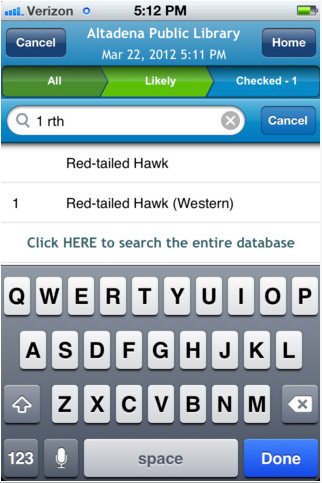 Verizon 5:12 PM
Cancel Altadena Public Library Home
Mar 22, 2012 5:11 PM
All Likely Checked - 1
1 rth Cancel
Red-tailed Hawk
1 Red-tailed Hawk (Western)
Click HERE to search the entire database
Q W E R T Y U I O P
A S D F G H J K L
Z X C V B N M
123 space Done